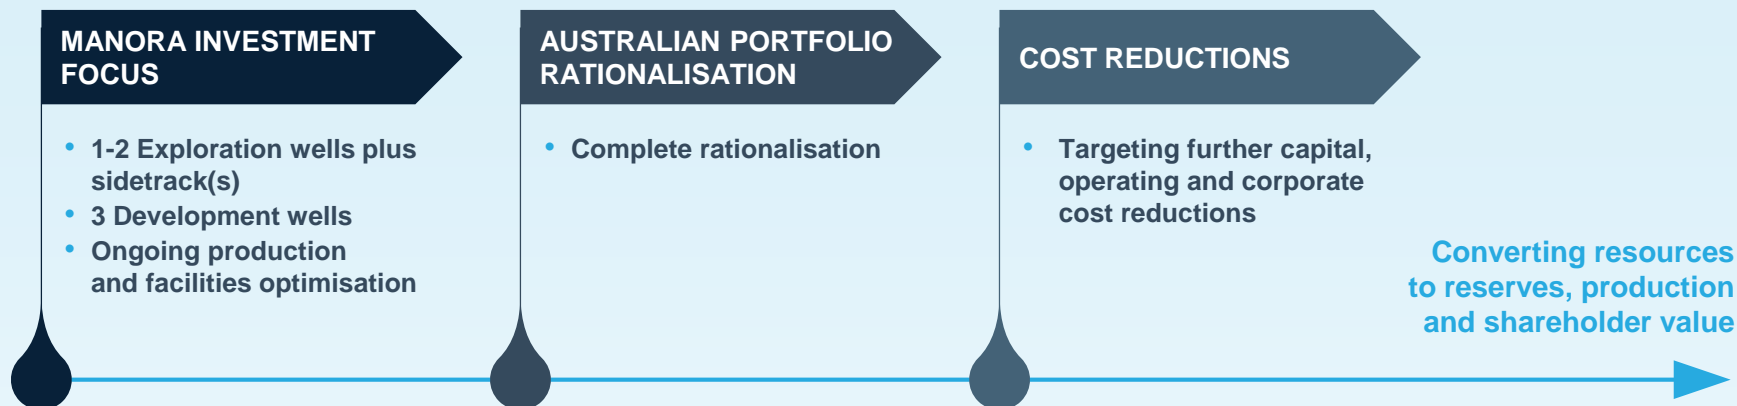 MANORA INVESTMENT
FOCUS
• 1-2 Exploration wells plus
sidetrack(s)
• 3 Development wells
• Ongoing production
and facilities optimisation
AUSTRALIAN PORTFOLIO
RATIONALISATION
• Complete rationalisation
COST REDUCTIONS
• Targeting further capital,
operating and corporate
cost reductions
Converting resources
to reserves, production
and shareholder value